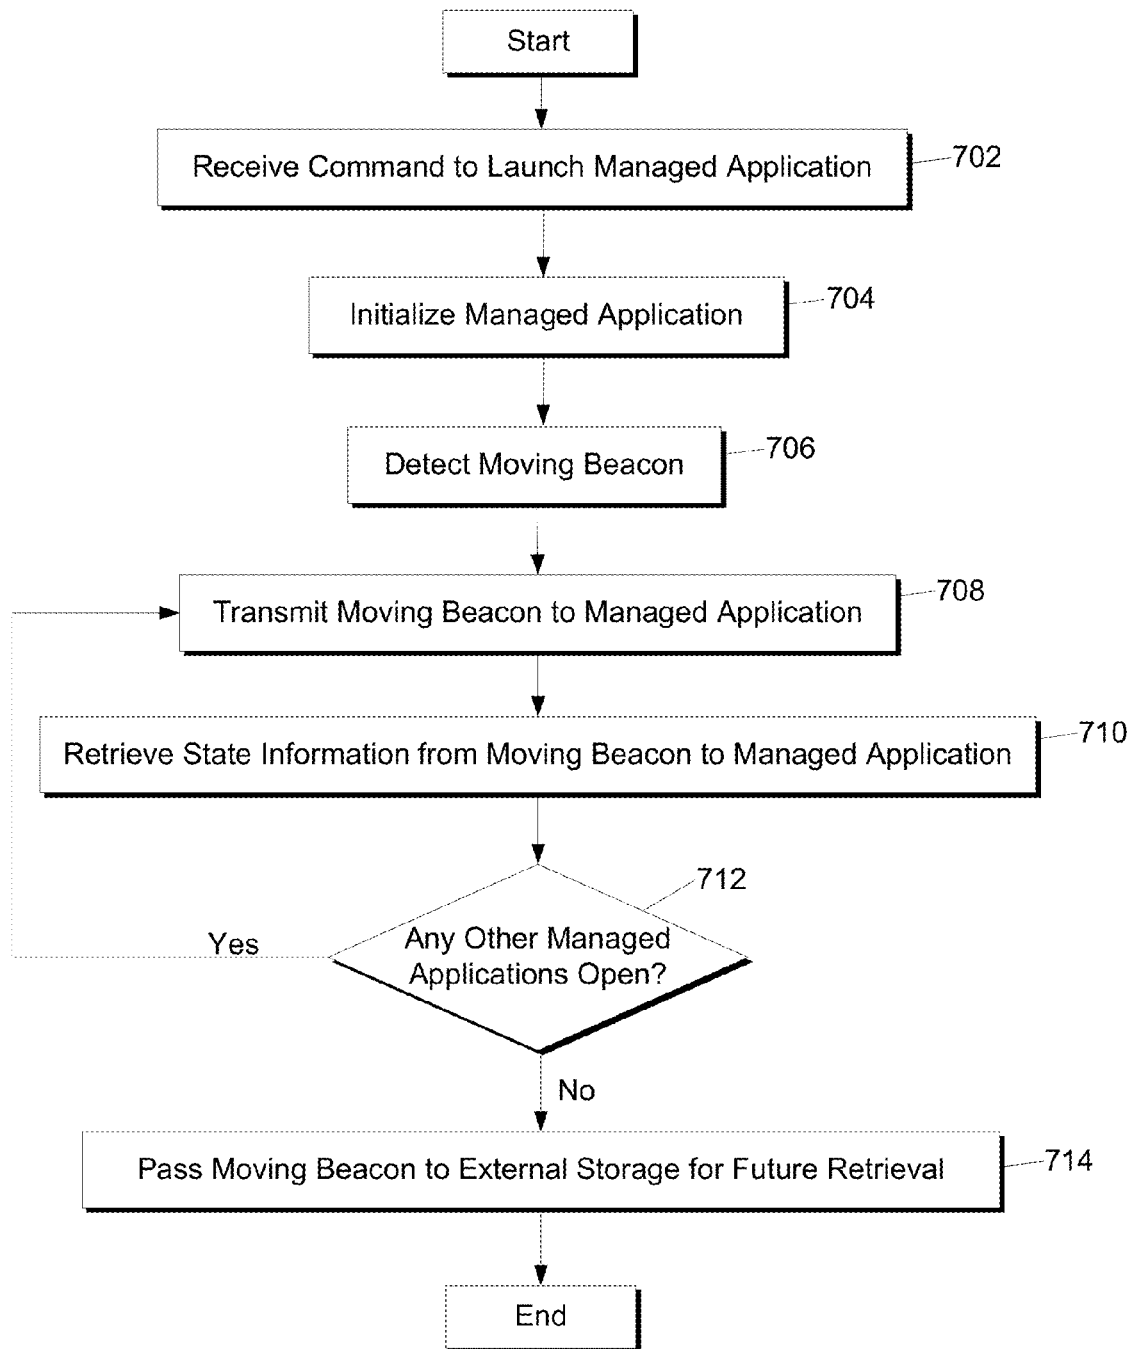 Start
Receive Command to Launch Managed Application
702
Initialize Managed Application
704
Detect Moving Beacon
706
Transmit Moving Beacon to Managed Application
708
Retrieve State Information from Moving Beacon to Managed Application
710
712
Any Other Managed
Applications Open?
Yes
No
Pass Moving Beacon to External Storage for Future Retrieval
714
End